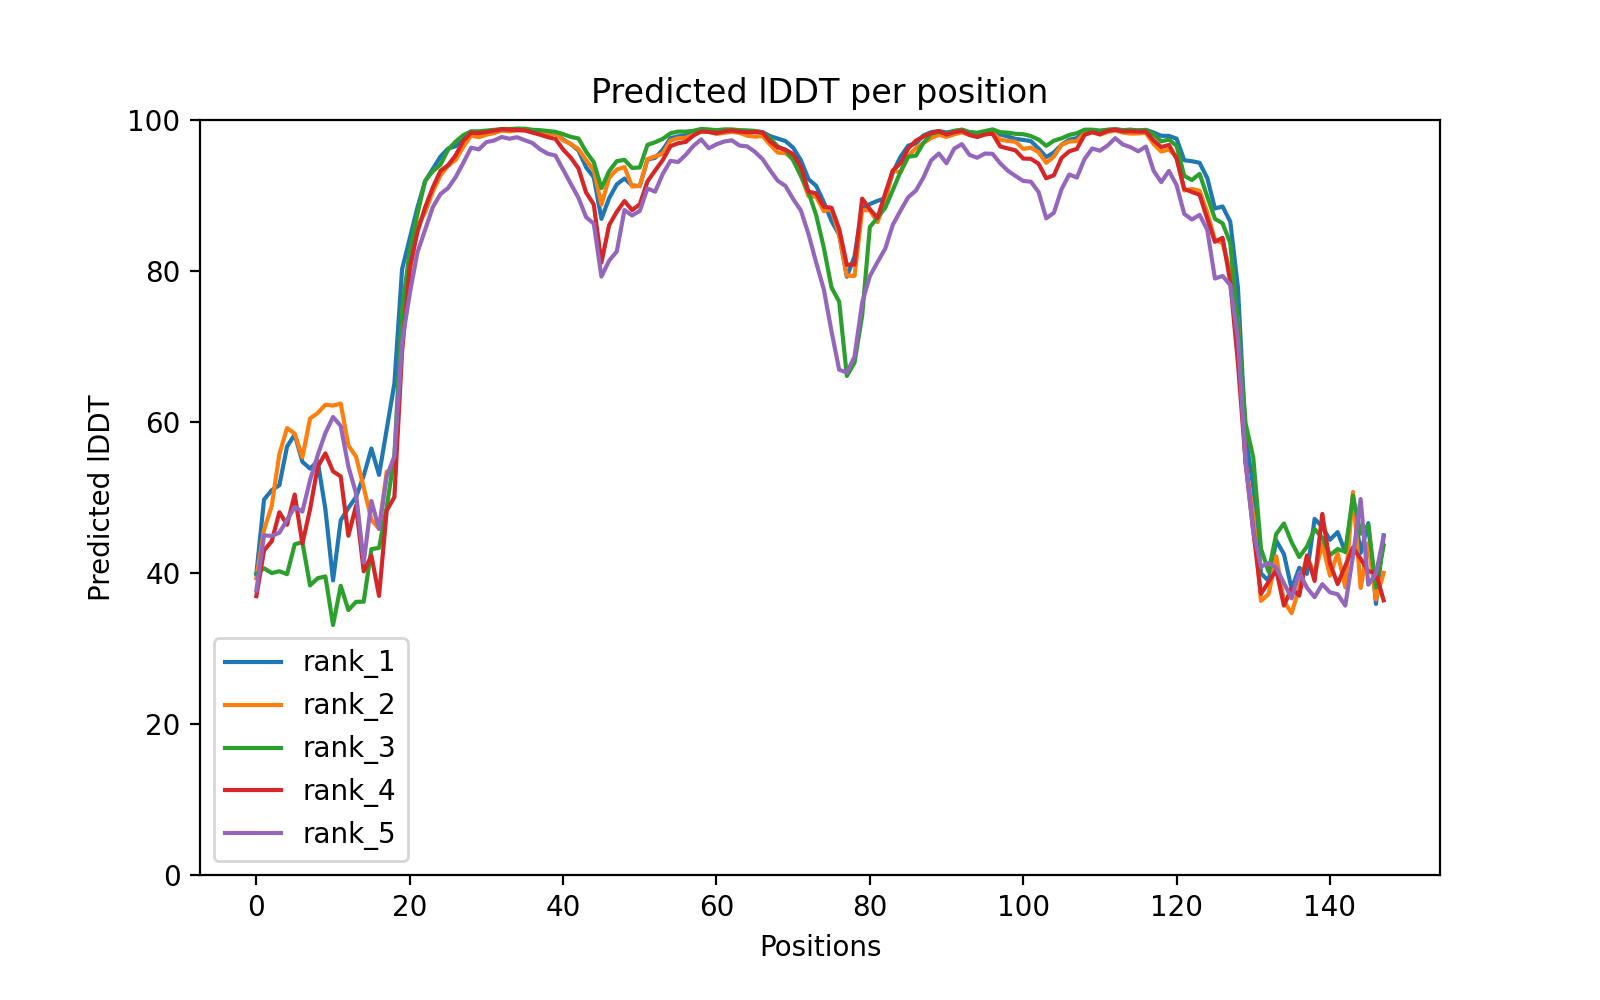 Predicted lDDT per position
100
80
60
40
20
0
Predicted lDDT
rank_1
rank_2
rank_3
rank_4
rank_5
0 20 40 60 80 100 120 140
Positions